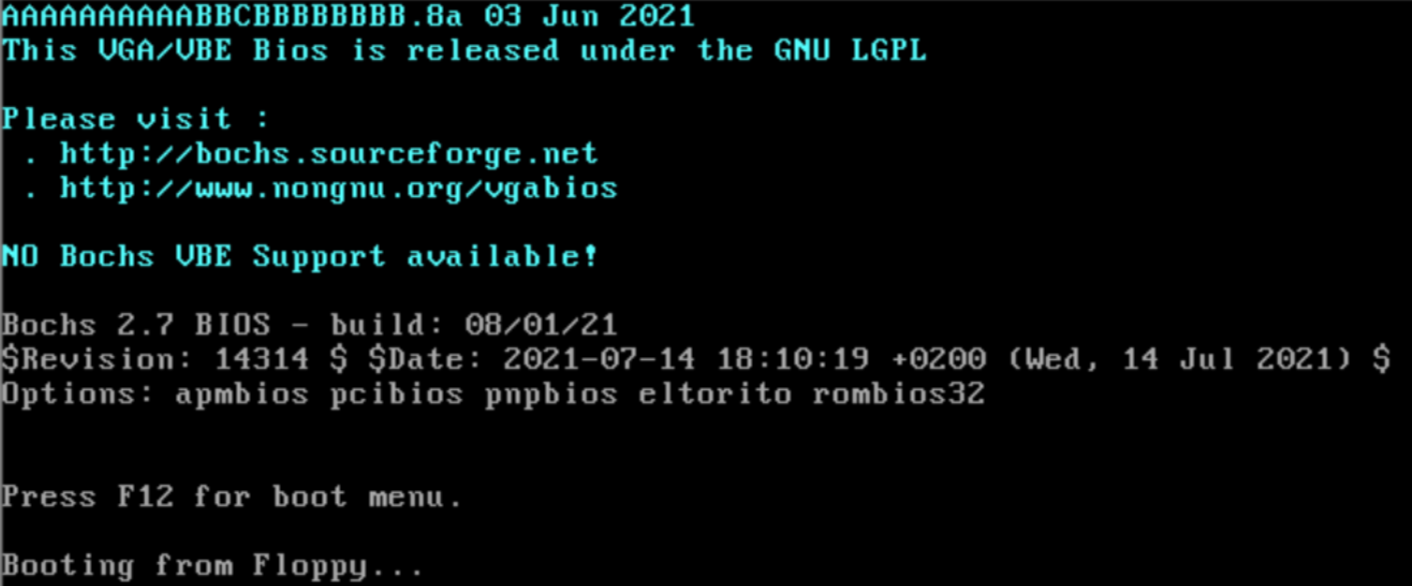 AAAAAAAAAABBCBBBBBBBB.8a 03 Jun 2021
This VGA/VBE Bios is released under the GNU LGPL
Please visit :
. http://bochs.sourceforge.net
. http://www.nongnu.org/vgabios
NO Bochs VBE Support available!
Bochs 2.7 BIOS - build: 08/01/21
$Revision: 14314 $ $Date: 2021-07-14 18:10:19 +0200 (Wed, 14 Jul 2021) $
Options: apmbios pcibios pnpbios eltorito rombios32
Press F12 for boot menu.
Booting from Floppy...